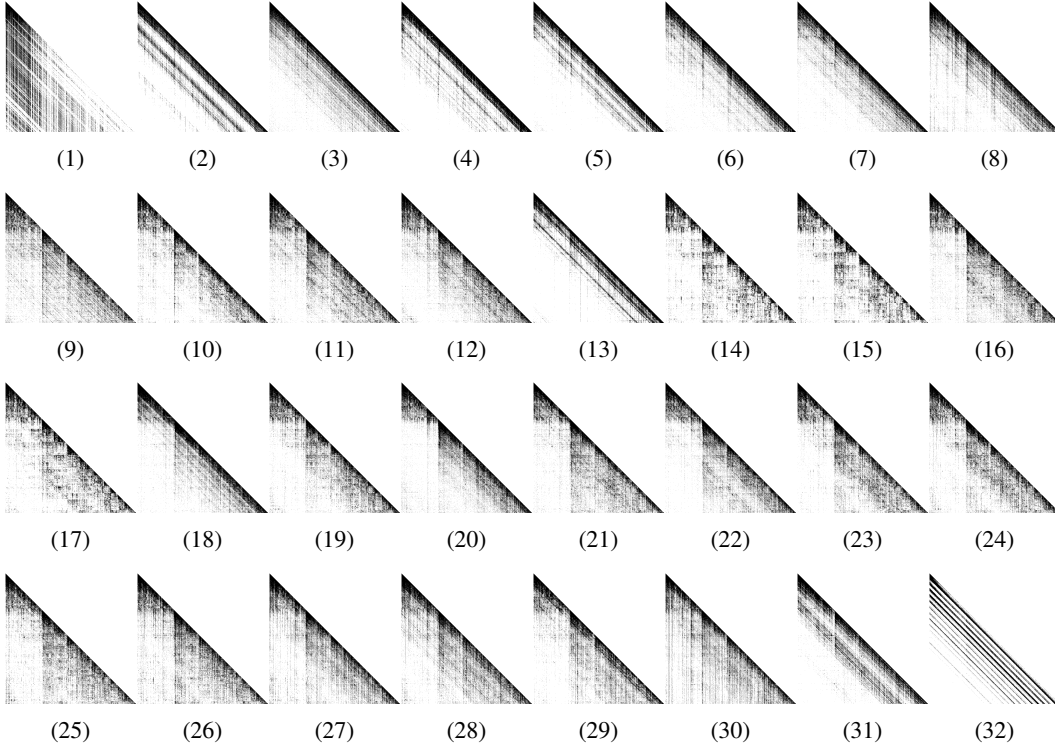 (1) (2) (3) (4) (5) (6) (7) (8)
(9) (10) (11) (12) (13) (14) (15) (16)
(17) (18) (19) (20) (21) (22) (23) (24)
(25) (26) (27) (28) (29) (30) (31) (32)